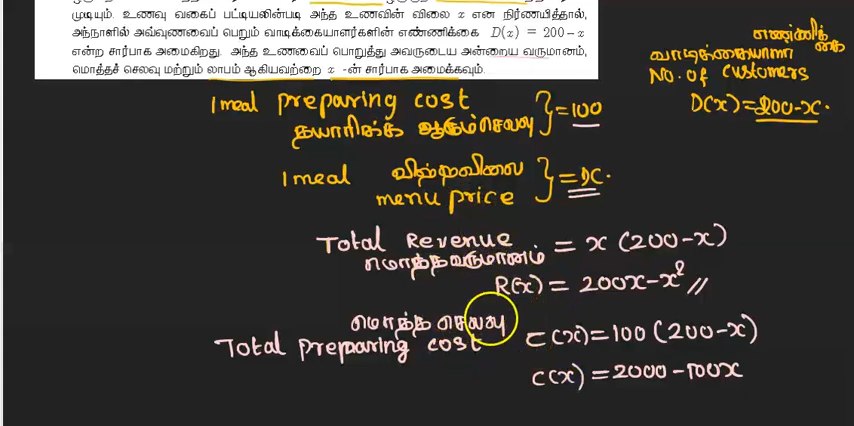 முடியும். உணவு வகைப் பட்டியலின்படி அந்த உணவின் விலை x என நிர்ணயித்தால்,
அந்நாளில் அவ்வுணவைப் பெறும் வாடிக்கையாளர்களின் எண்ணிக்கை D(x) = 200 − x
என்ற சார்பாக அமைகிறது. அந்த உணவைப் பொறுத்து அவருடைய அன்றைய வருமானம்,
மொத்தச் செலவு மற்றும் லாபம் ஆகியவற்றை x -ன் சார்பாக அமைக்கவும்.
வாடிக்கையாளர்
எண்ணிக்கை
No. of customers
D(x) = 200-x.
1 meal preparing cost
தயாரிக்க ஆகும் செலவு } = 100
1 meal விற்றவிலை
menu price } = x.
Total Revenue = x (200-x)
மொத்த வருமானம்
R(x) = 200x - x² //
மொத்த செலவு
Total preparing cost C(x) = 100 (200-x)
C(x) = 2000 - 100x